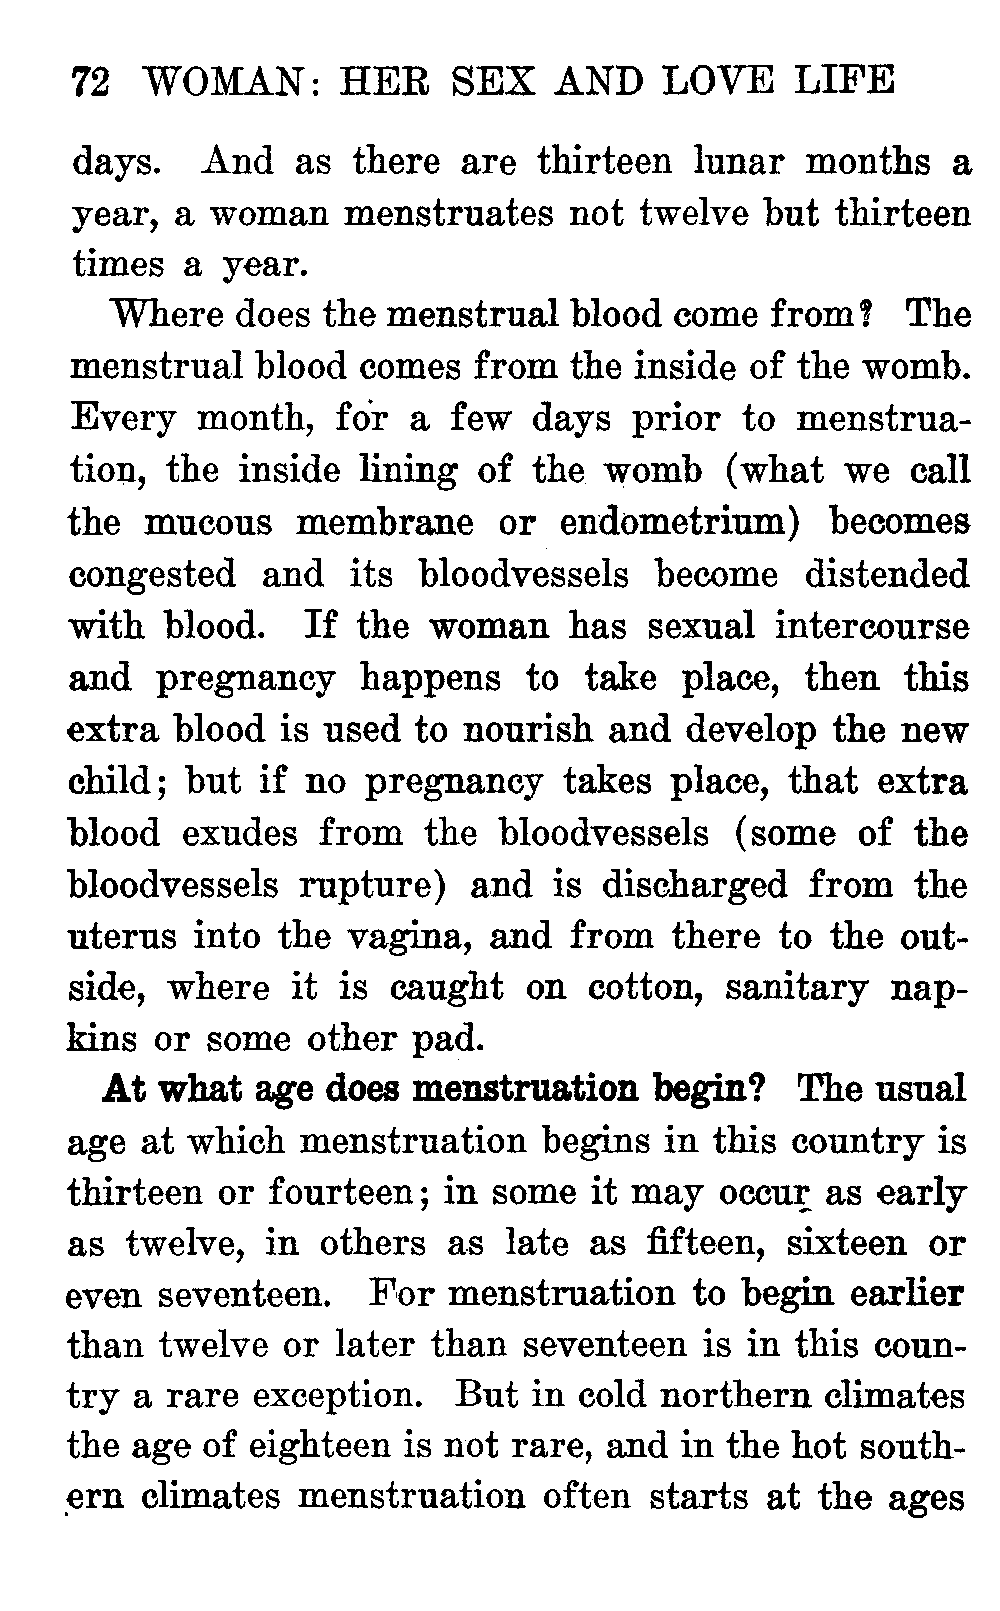 72 WOMAN: HER SEX AND LOVE LIFE
days. And as there are thirteen lunar months a
year, a woman menstruates not twelve but thirteen
times a year.
Where does the menstrual blood come from? The
menstrual blood comes from the inside of the womb.
Every month, for a few days prior to menstrua-
tion, the inside lining of the womb (what we call
the mucous membrane or endometrium) becomes
congested and its bloodvessels become distended
with blood. If the woman has sexual intercourse
and pregnancy happens to take place, then this
extra blood is used to nourish and develop the new
child; but if no pregnancy takes place, that extra
blood exudes from the bloodvessels (some of the
bloodvessels rupture) and is discharged from the
uterus into the vagina, and from there to the out-
side, where it is caught on cotton, sanitary nap-
kins or some other pad.
At what age does menstruation begin? The usual
age at which menstruation begins in this country is
thirteen or fourteen; in some it may occur as early
as twelve, in others as late as fifteen, sixteen or
even seventeen. For menstruation to begin earlier
than twelve or later than seventeen is in this coun-
try a rare exception. But in cold northern climates
the age of eighteen is not rare, and in the hot south-
ern climates menstruation often starts at the ages